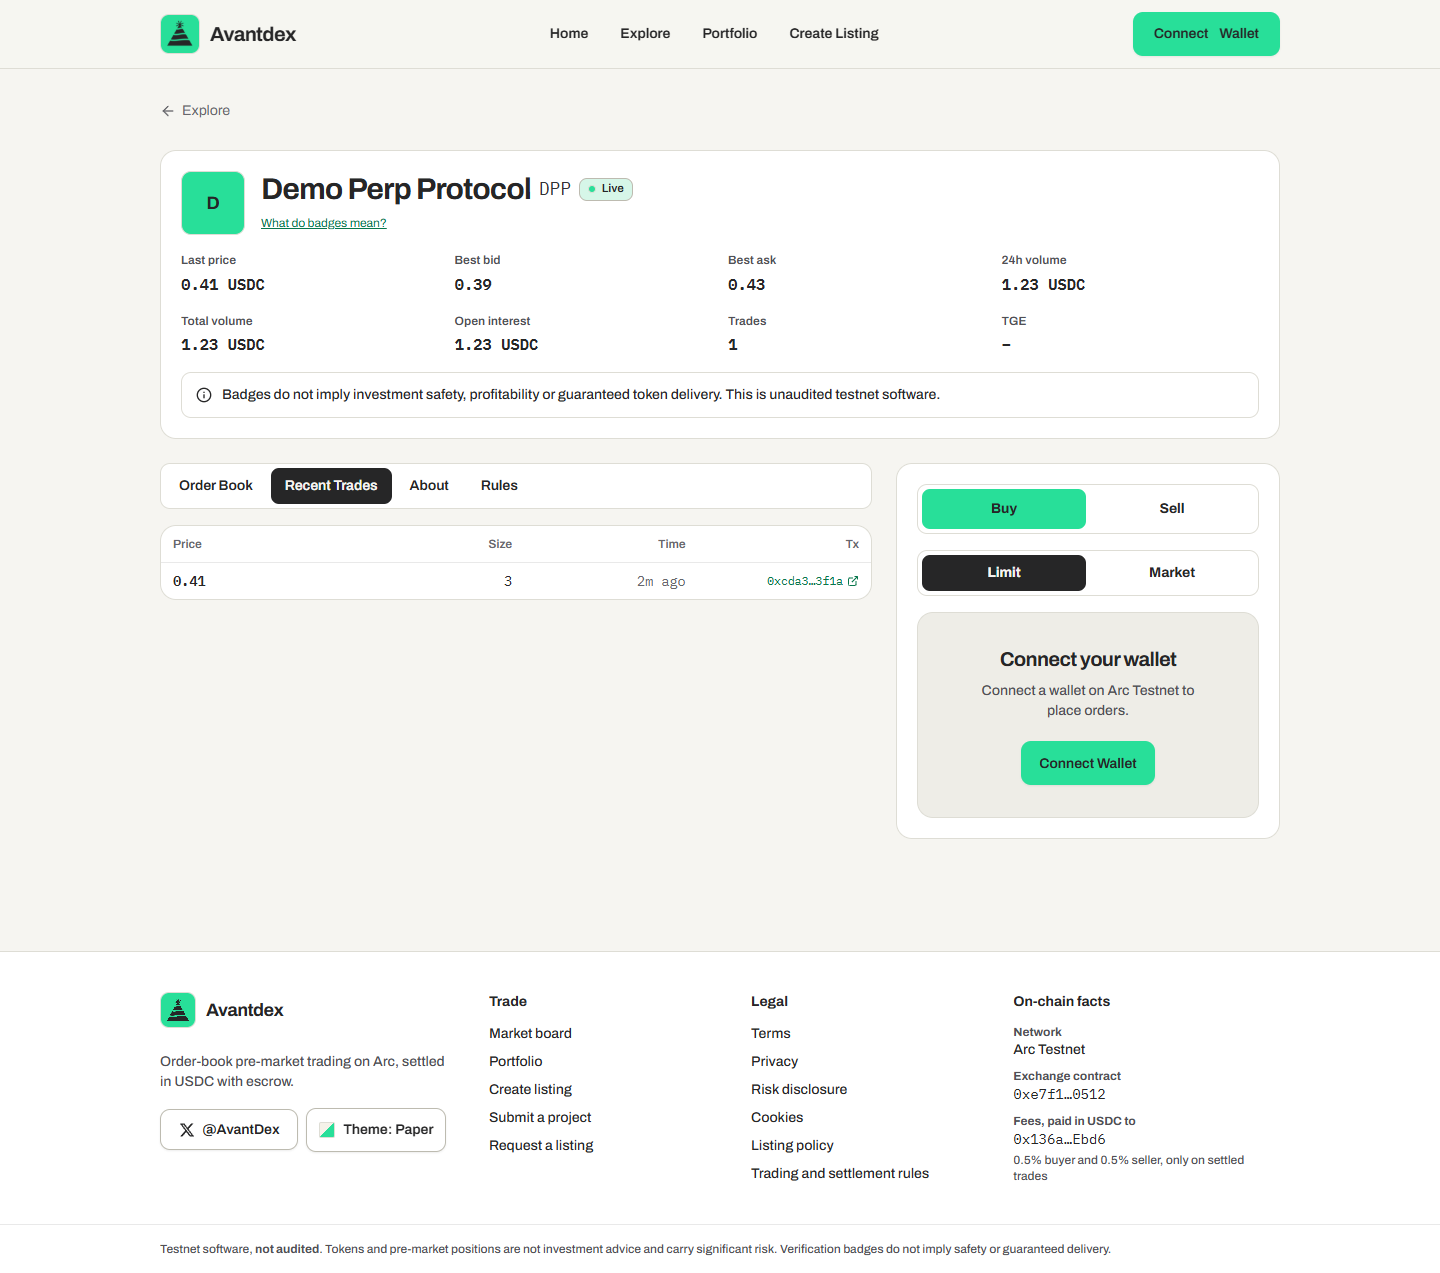 Avantdex
Home Explore Portfolio Create Listing
Connect Wallet
Explore
D
Demo Perp Protocol DPP Live
What do badges mean?
Last price Best bid Best ask 24h volume
0.41 USDC 0.39 0.43 1.23 USDC
Total volume Open interest Trades TGE
1.23 USDC 1.23 USDC 1 –
Badges do not imply investment safety, profitability or guaranteed token delivery. This is unaudited testnet software.
Order Book Recent Trades About Rules
Price Size Time Tx
0.41 3 2m ago 0xcda3…3f1a
Buy Sell
Limit Market
Connect your wallet
Connect a wallet on Arc Testnet to
place orders.
Connect Wallet
Avantdex
Order-book pre-market trading on Arc, settled
in USDC with escrow.
@AvantDex Theme: Paper
Trade
Market board
Portfolio
Create listing
Submit a project
Request a listing
Legal
Terms
Privacy
Risk disclosure
Cookies
Listing policy
Trading and settlement rules
On-chain facts
Network
Arc Testnet
Exchange contract
0xe7f1…0512
Fees, paid in USDC to
0x136a…Ebd6
0.5% buyer and 0.5% seller, only on settled
trades
Testnet software, not audited. Tokens and pre-market positions are not investment advice and carry significant risk. Verification badges do not imply safety or guaranteed delivery.